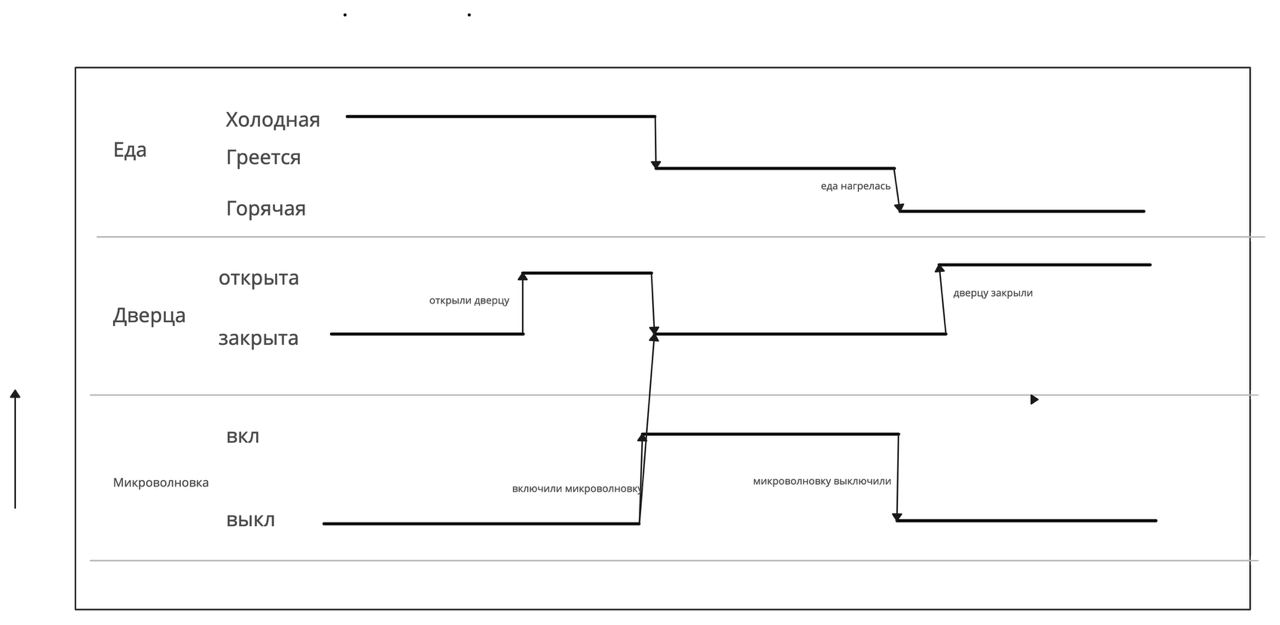 Холодная
Еда
Греется
еда нагрелась
Горячая
открыта
открыли дверцу
дверцу закрыли
Дверца
закрыта
вкл
Микроволновка
включили микроволновку
микроволновку выключили
выкл